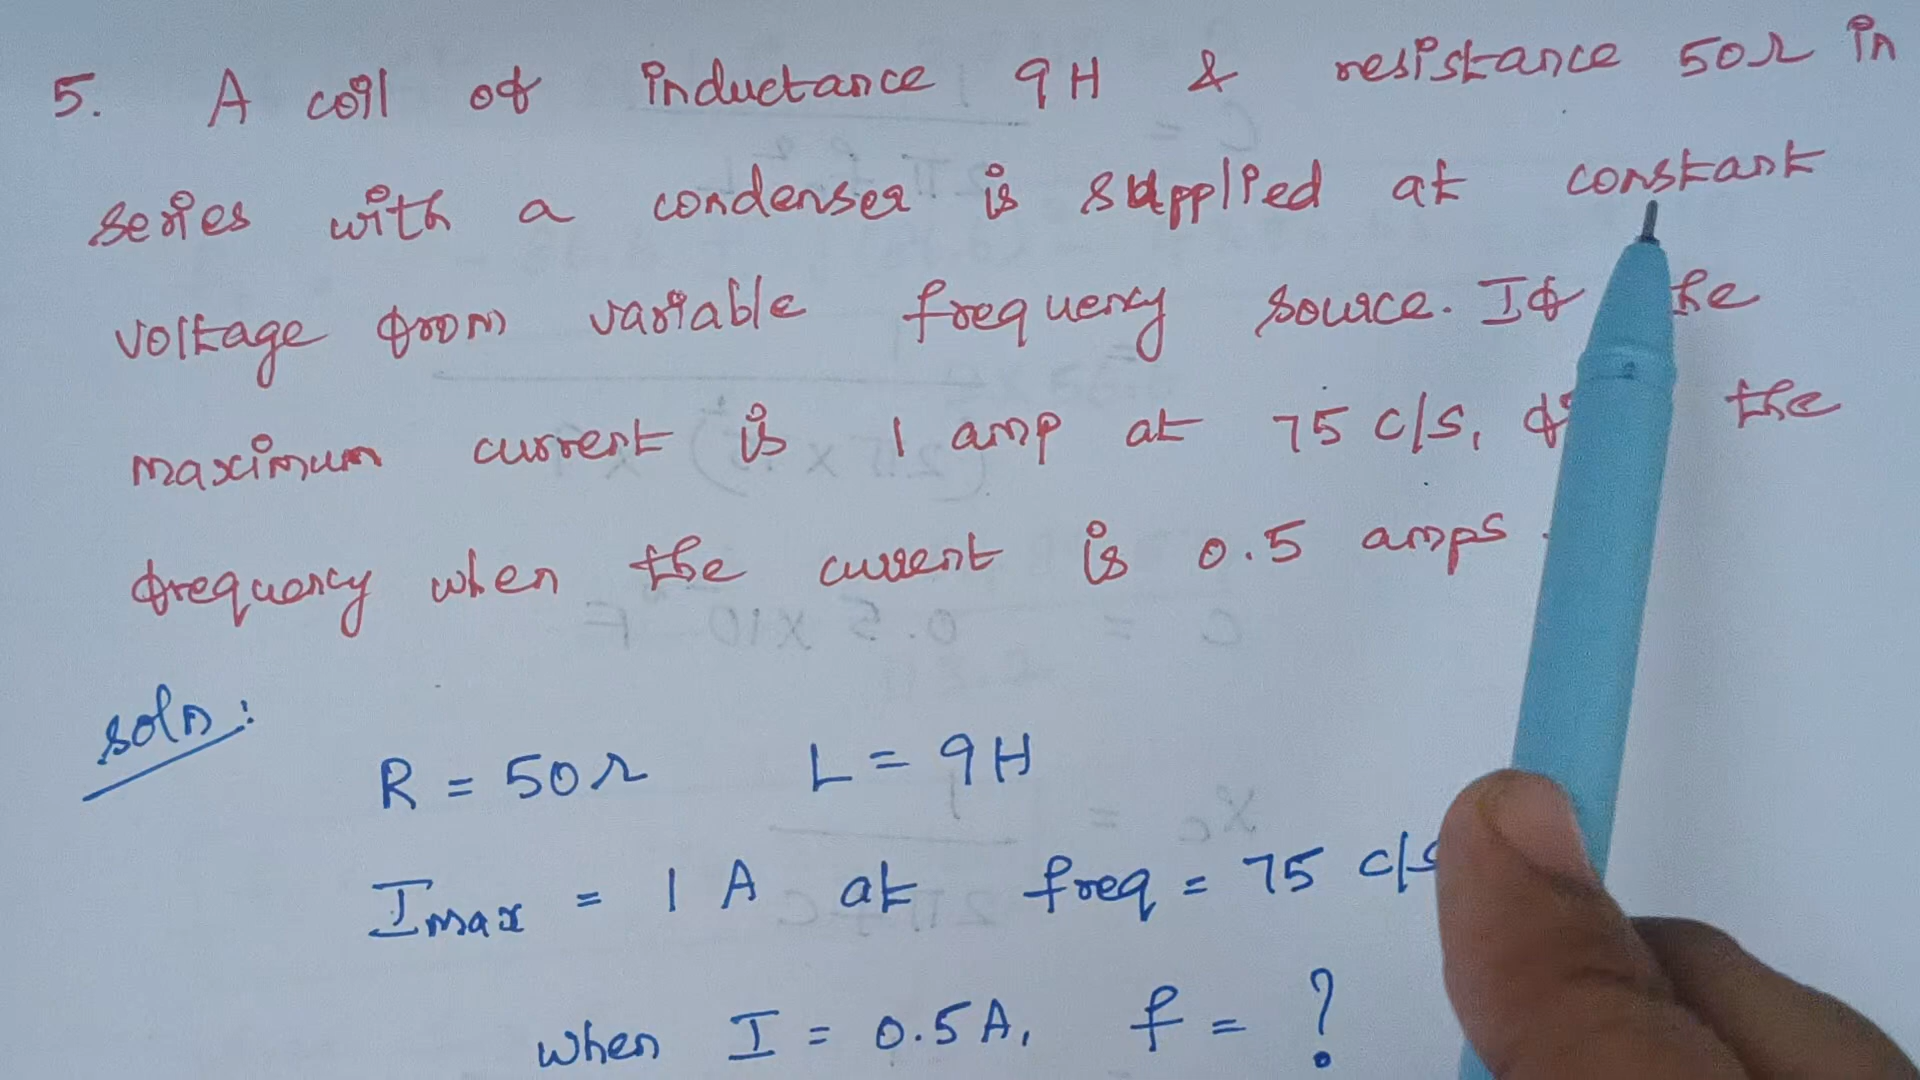 5. A coil of inductance 9H & resistance 50Ω in
series with a condenser is supplied at constant
voltage from variable frequency source. If the
maximum current is 1 amp at 75 c/s, the
frequency when the current is 0.5 amps.
soln:
R = 50Ω L = 9H
Imax = 1 A at freq = 75 c/s
when I = 0.5A, f = ?